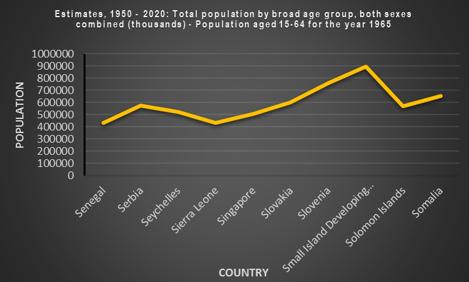 Estimates, 1950 - 2020: Total population by broad age group, both sexes
combined (thousands) - Population aged 15-64 for the year 1965
POPULATION
1000000
900000
800000
700000
600000
500000
400000
300000
200000
100000
0
Senegal
Serbia
Seychelles
Sierra Leone
Singapore
Slovakia
Slovenia
Small Island Developing...
Solomon Islands
Somalia
COUNTRY